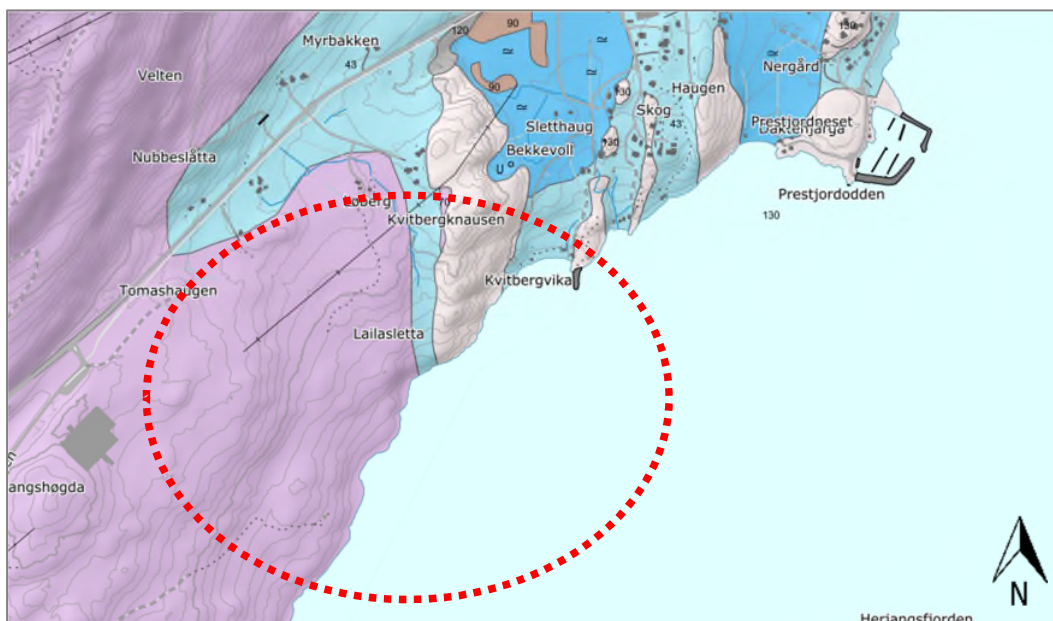 90
130
120
Myrbakken
43
Velten
Nergård
90
130
Haugen
Skog
Sletthaug
43
Prestjordneset
Daktenjárga
130
Bekkevoll
Nubbeslåtta
Prestjordodden
Kvitbergknausen
130
Kvitbergvika
Tomashaugen
Lailasletta
angshøgda
N
Herjangsfjorden